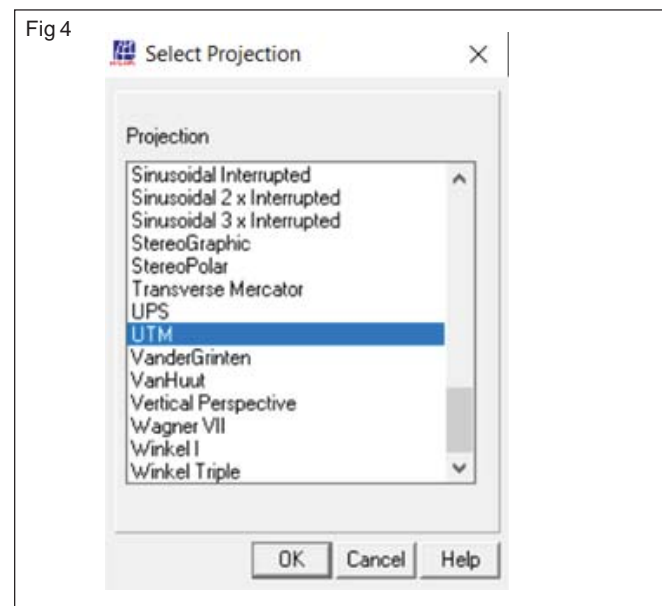 Fig 4
Select Projection
Projection
Sinusoidal Interrupted
Sinusoidal 2 x Interrupted
Sinusoidal 3 x Interrupted
StereoGraphic
StereoPolar
Transverse Mercator
UPS
UTM
VanderGrinten
VanHuut
Vertical Perspective
Wagner VII
Winkel I
Winkel Triple
OK Cancel Help